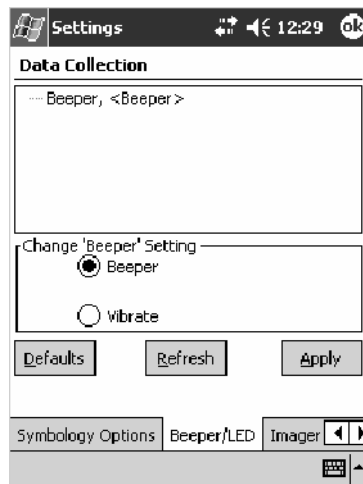 Settings 12:29 ok
Data Collection
Beeper, <Beeper>
Change 'Beeper' Setting
Beeper
Vibrate
Defaults Refresh Apply
Symbology Options Beeper/LED Imager